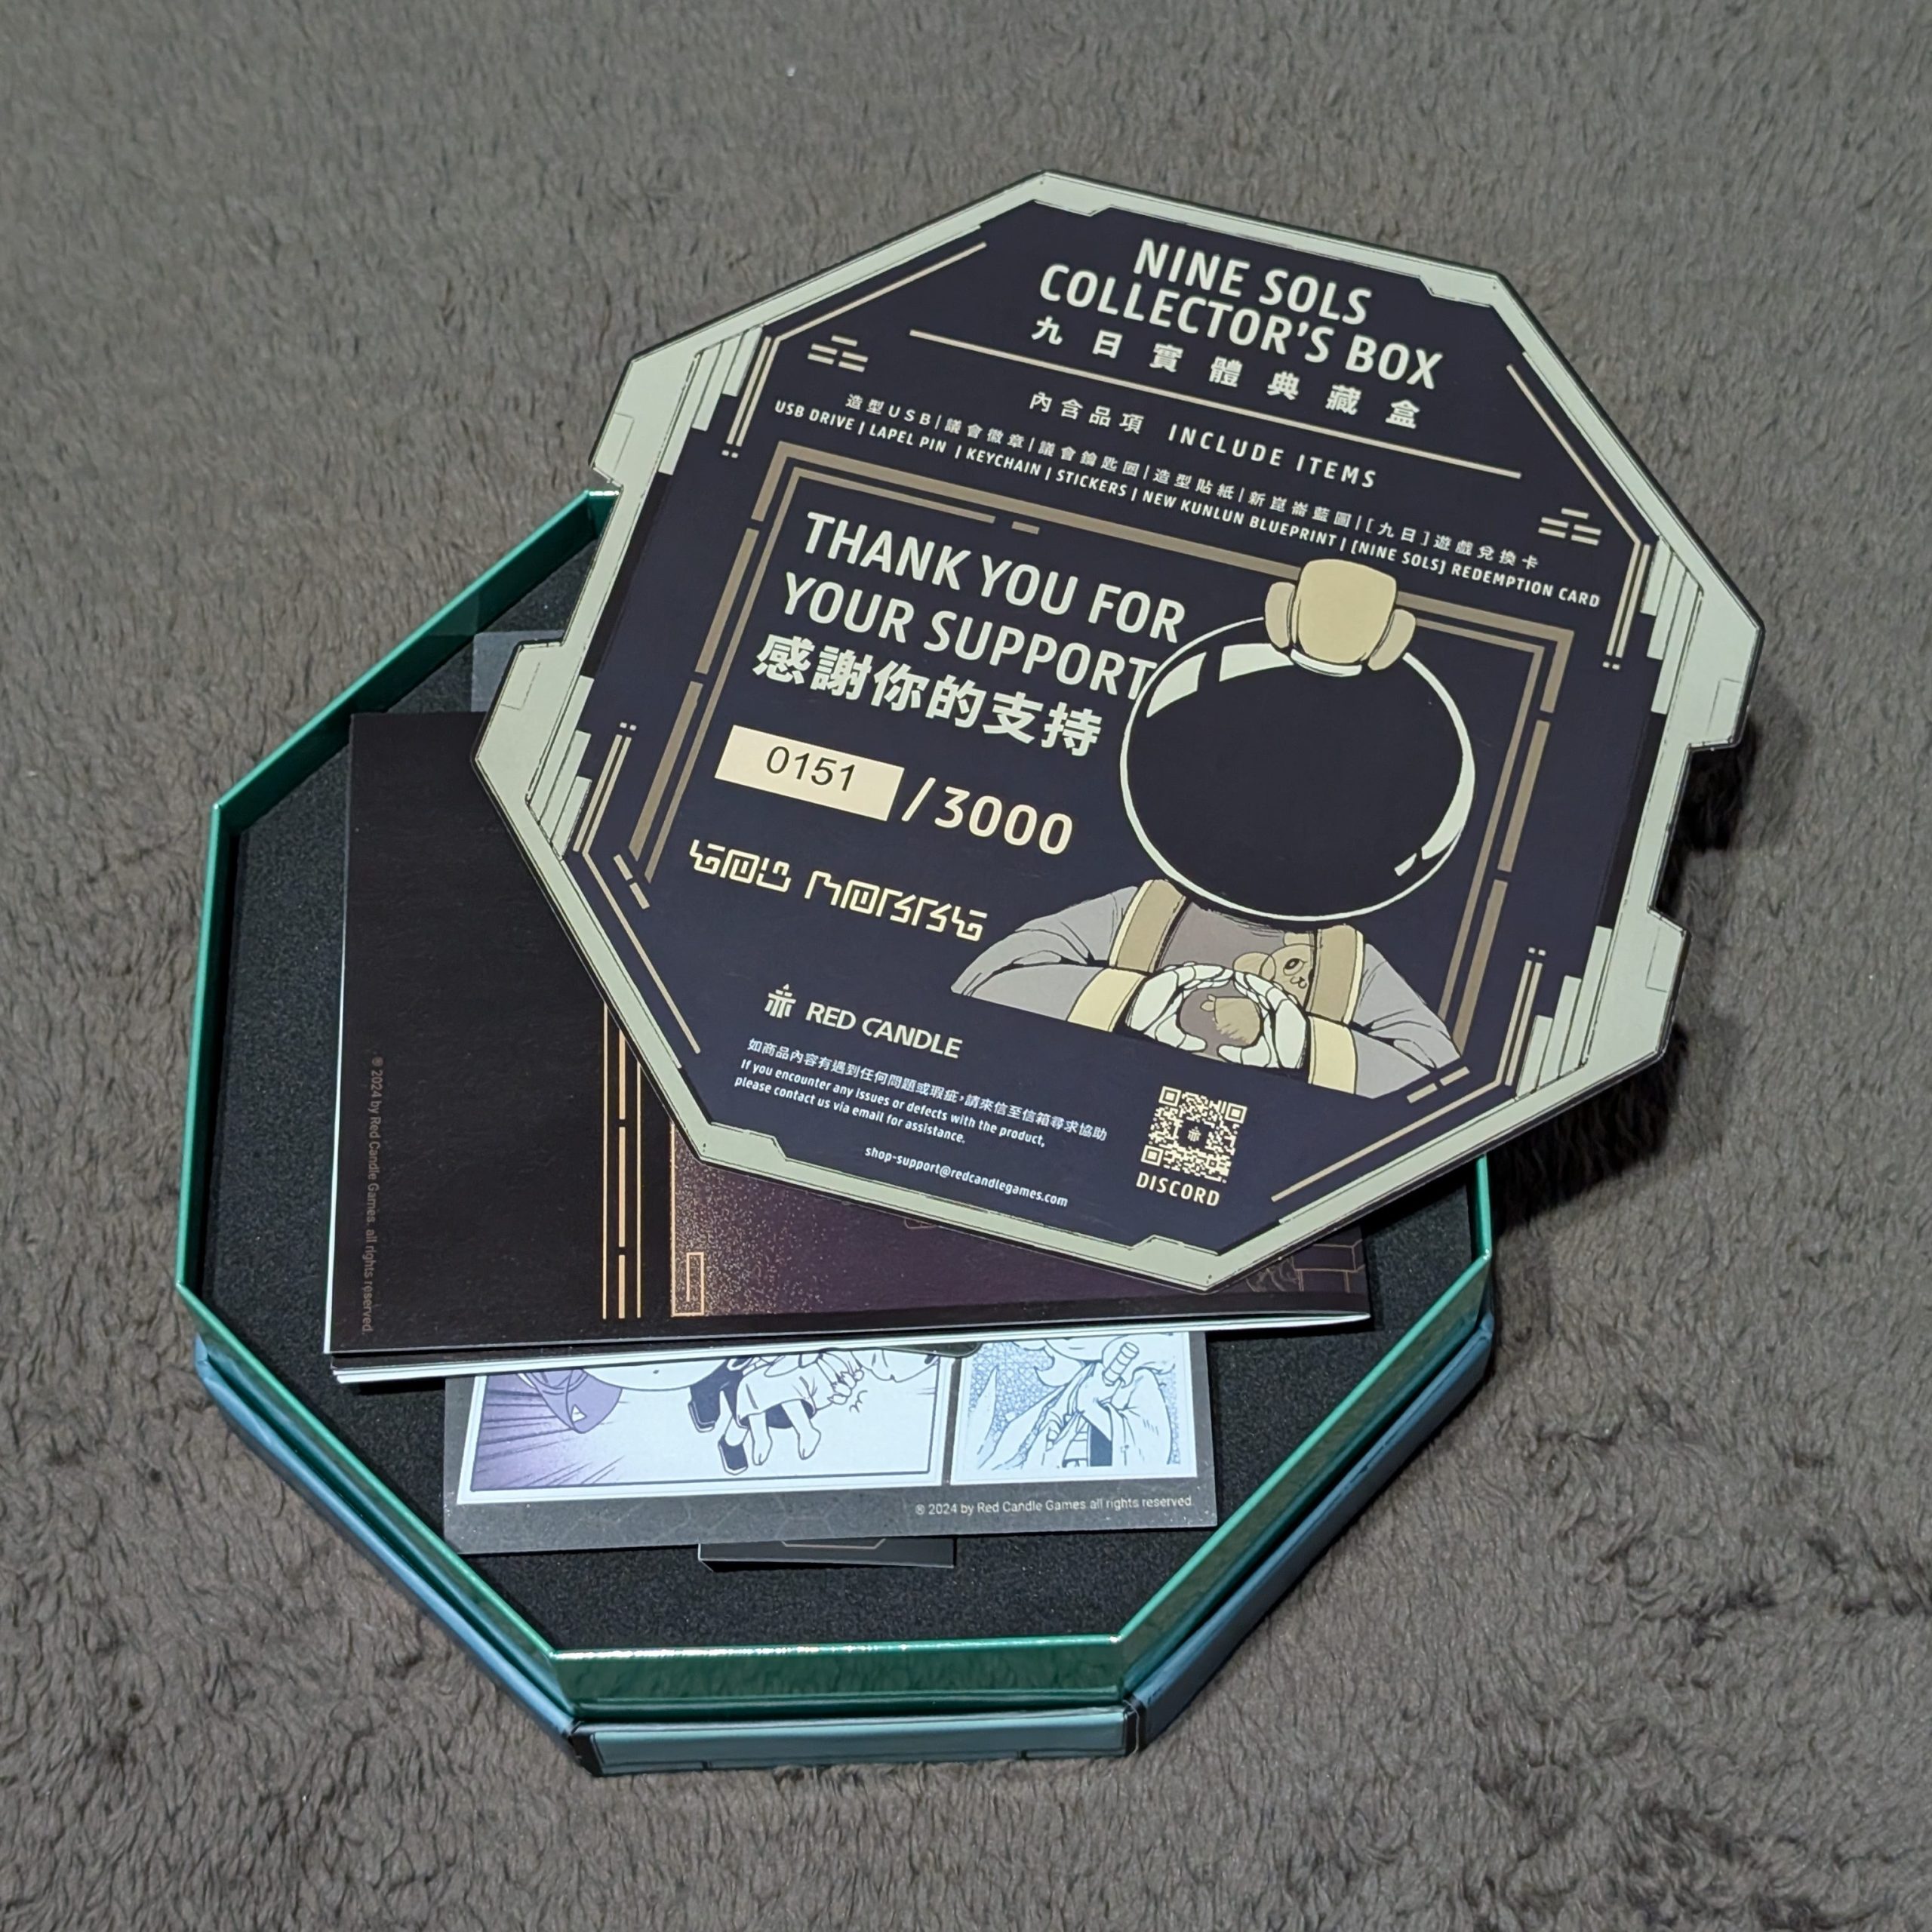 NINE SOLS
COLLECTOR'S BOX
九日實體典藏盒
內含品項 INCLUDE ITEMS
造型USB|議會徽章|議會鑰匙圈|造型貼紙|新崑崙藍圖|[九日]遊戲兌換卡
USB DRIVE | LAPEL PIN | KEYCHAIN | STICKERS | NEW KUNLUN BLUEPRINT | [NINE SOLS] REDEMPTION CARD
THANK YOU FOR
YOUR SUPPORT
感謝你的支持
0151 /3000
RED CANDLE
如商品內容有遇到任何問題或瑕疵,請來信至信箱尋求協助
If you encounter any issues or defects with the product,
please contact us via email for assistance.
shop-support@redcandlegames.com
DISCORD
® 2024 by Red Candle Games. all rights reserved.
® 2024 by Red Candle Games all rights reserved.